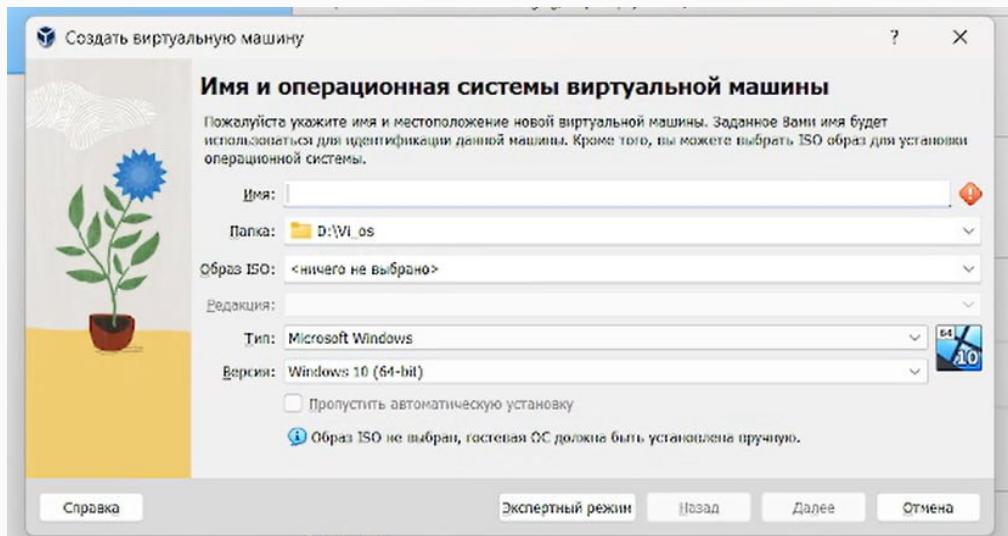 Создать виртуальную машину
?
Имя и операционная системы виртуальной машины
Пожалуйста укажите имя и местоположение новой виртуальной машины. Заданное Вами имя будет
использоваться для идентификации данной машины. Кроме того, вы можете выбрать ISO образ для установки
операционной системы.
Имя:
Папка: D:\Vi_os
Образ ISO: <ничего не выбрано>
Редакция:
Тип: Microsoft Windows
64
10
Версия: Windows 10 (64-bit)
Пропустить автоматическую установку
Образ ISO не выбран, гостевая ОС должна быть установлена вручную.
Справка Экспертный режим Назад Далее Отмена